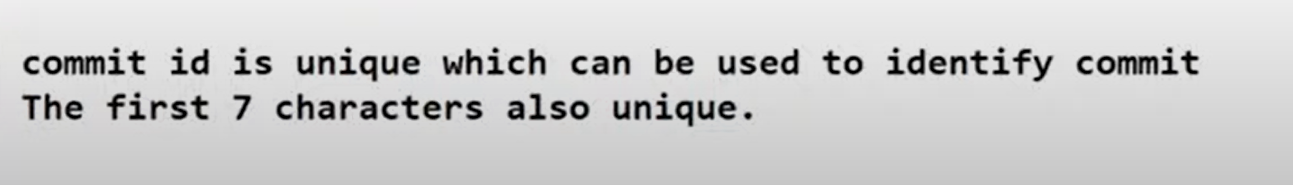 commit id is unique which can be used to identify commit
The first 7 characters also unique.